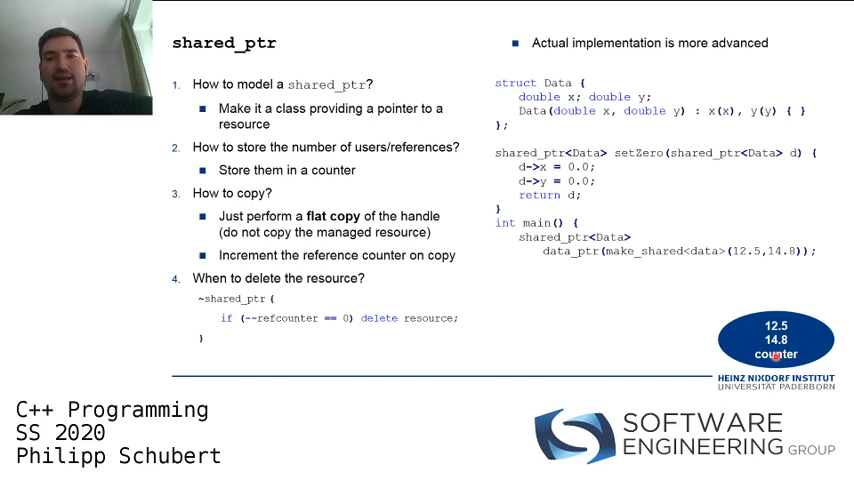 shared_ptr
1. How to model a shared_ptr?
■ Make it a class providing a pointer to a
resource
2. How to store the number of users/references?
■ Store them in a counter
3. How to copy?
■ Just perform a flat copy of the handle
(do not copy the managed resource)
■ Increment the reference counter on copy
4. When to delete the resource?
~shared_ptr {
if (--refcounter == 0) delete resource;
}
■ Actual implementation is more advanced
struct Data {
double x; double y;
Data(double x, double y) : x(x), y(y) { }
};
shared_ptr<Data> setZero(shared_ptr<Data> d) {
d->x = 0.0;
d->y = 0.0;
return d;
}
int main() {
shared_ptr<Data>
data_ptr(make_shared<data>(12.5,14.8));
12.5
14.8
counter
HEINZ NIXDORF INSTITUT
UNIVERSITÄT PADERBORN
C++ Programming
SS 2020
Philipp Schubert
SOFTWARE
ENGINEERING GROUP